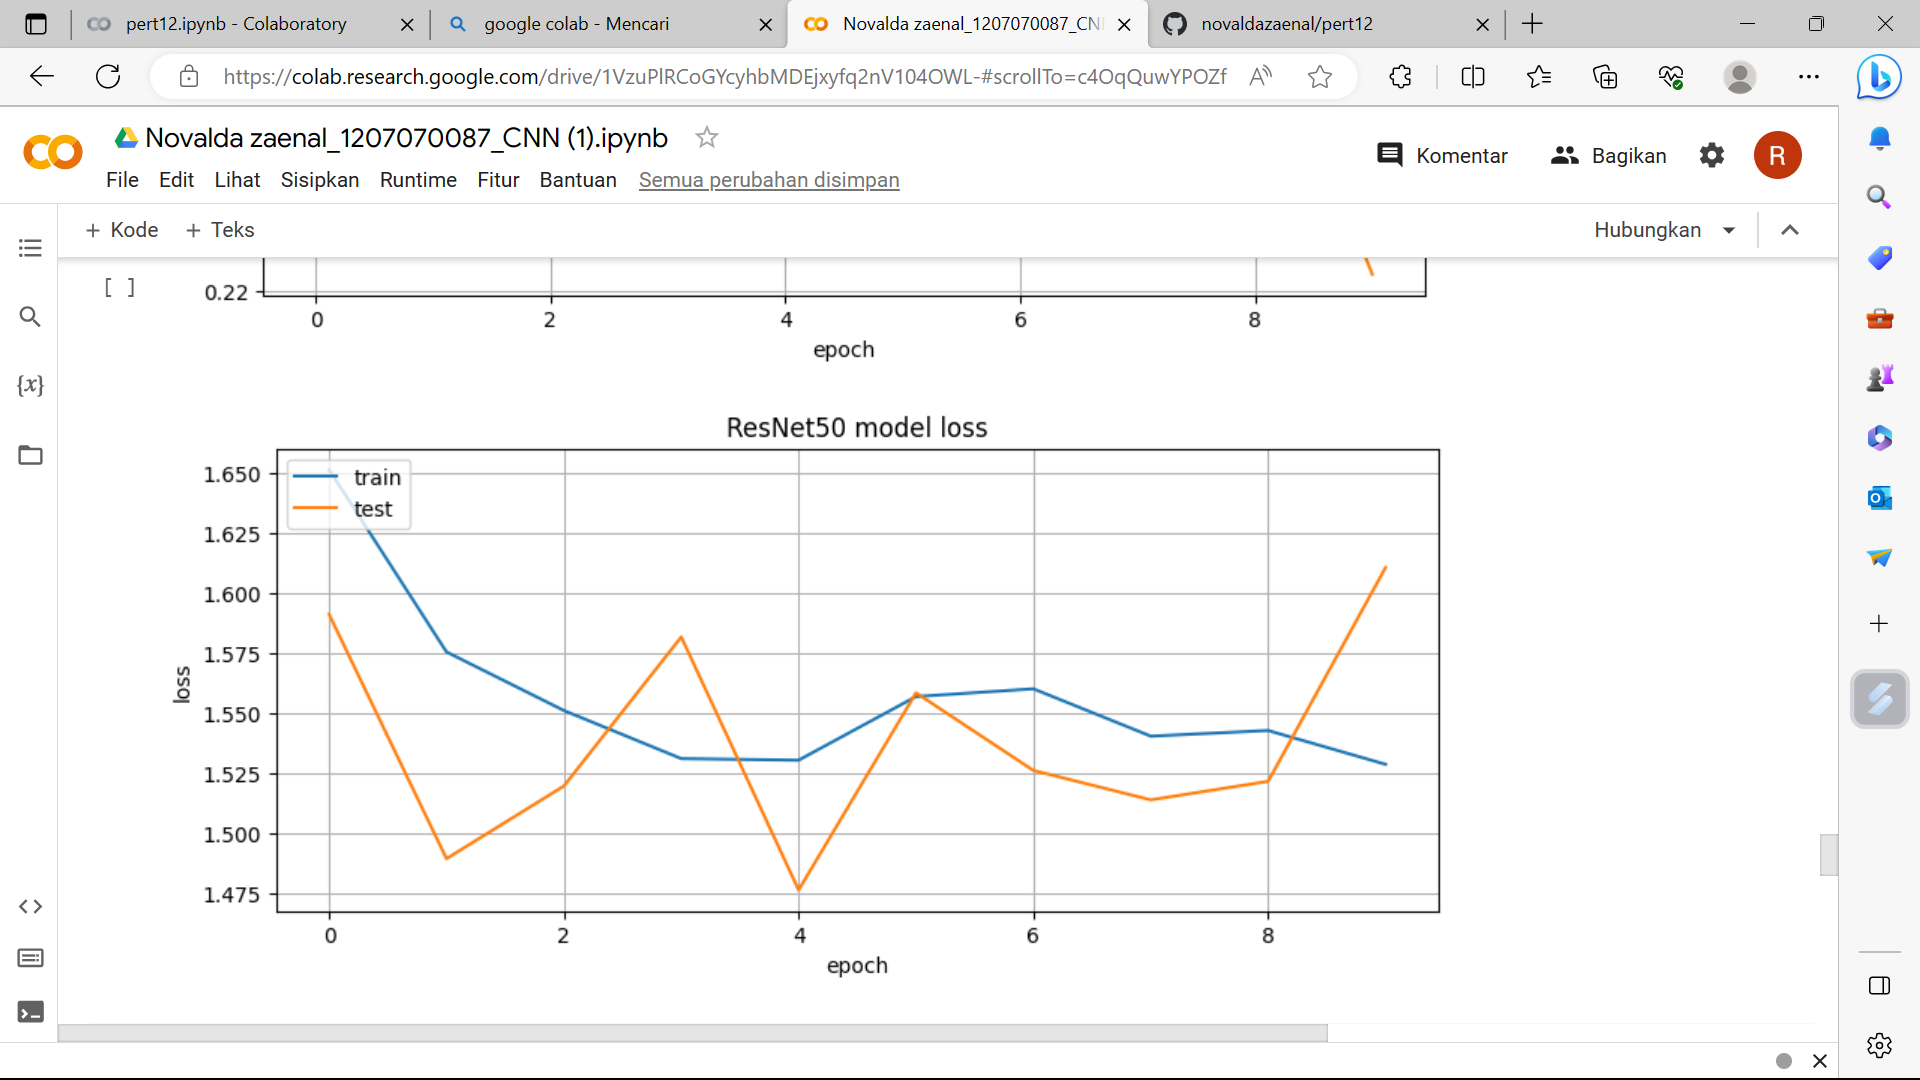 pert12.ipynb - Colaboratory
google colab - Mencari
Novalda zaenal_1207070087_CN
novaldazaenal/pert12
https://colab.research.google.com/drive/1VzuPlRCoGYcyhbMDEjxyfq2nV104OWL-#scrollTo=c4OqQuwYPOZf
Novalda zaenal_1207070087_CNN (1).ipynb
Komentar
Bagikan
R
File Edit Lihat Sisipkan Runtime Fitur Bantuan Semua perubahan disimpan
+ Kode + Teks
Hubungkan
[ ]
0.22
0 2 4 6 8
epoch
ResNet50 model loss
train
test
1.650
1.625
1.600
1.575
1.550
1.525
1.500
1.475
loss
0 2 4 6 8
epoch